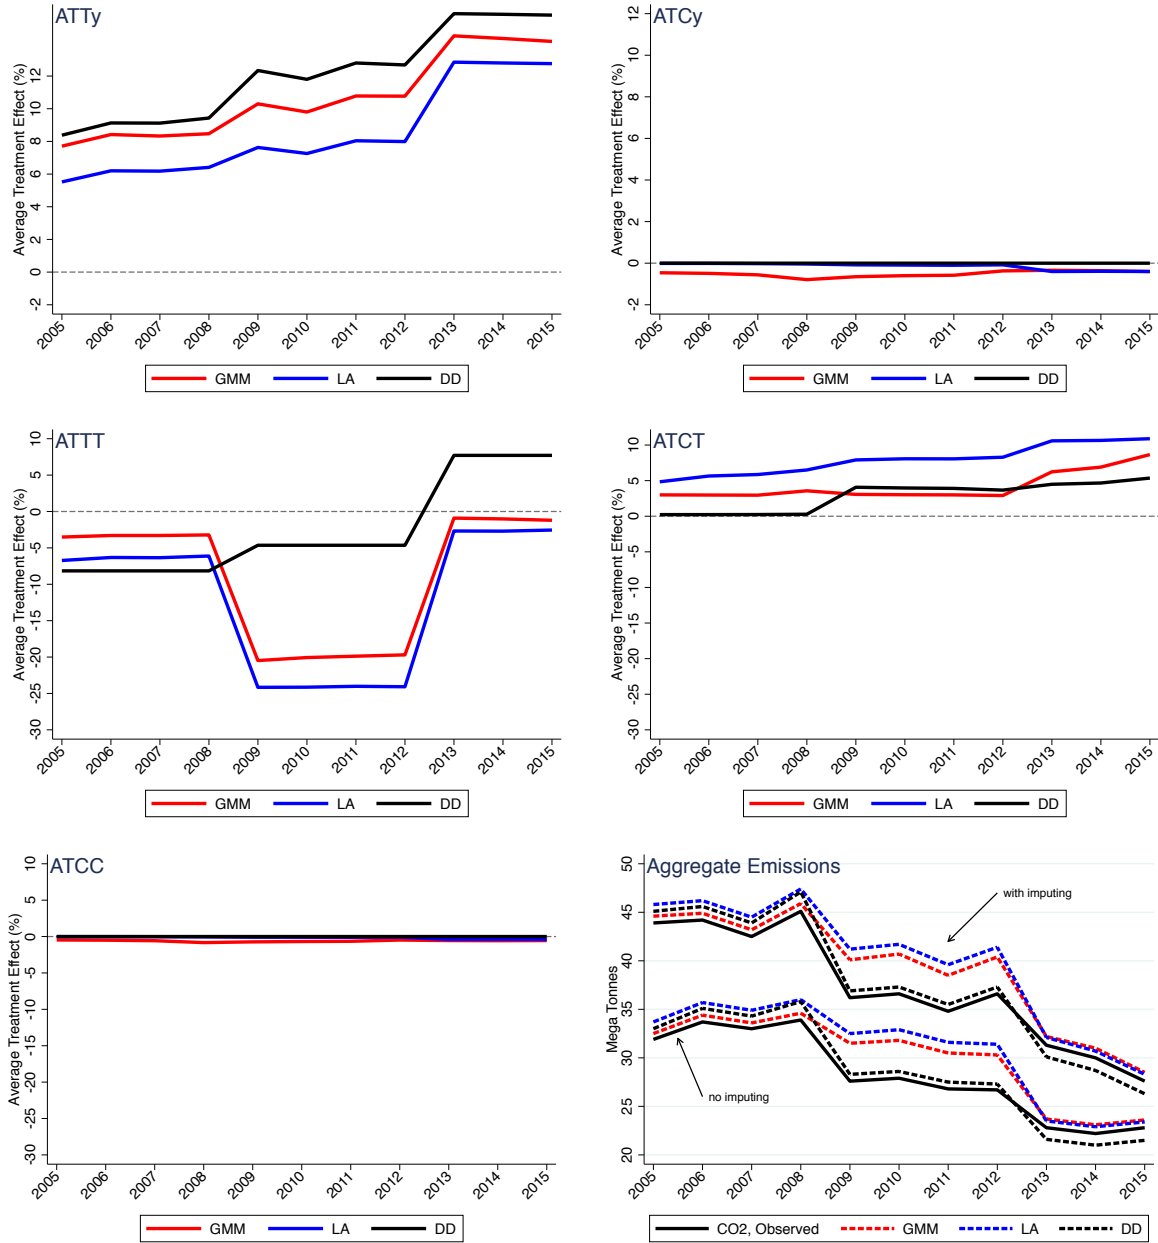 ATTy
Average Treatment Effect (%)
12
10
8
6
4
2
0
-2
2005 2006 2007 2008 2009 2010 2011 2012 2013 2014 2015
GMM LA DD
ATCy
Average Treatment Effect (%)
12
10
8
6
4
2
0
-2
2005 2006 2007 2008 2009 2010 2011 2012 2013 2014 2015
GMM LA DD
ATTT
Average Treatment Effect (%)
10
5
0
-5
-10
-15
-20
-25
-30
2005 2006 2007 2008 2009 2010 2011 2012 2013 2014 2015
GMM LA DD
ATCT
Average Treatment Effect (%)
10
5
0
-5
-10
-15
-20
-25
-30
2005 2006 2007 2008 2009 2010 2011 2012 2013 2014 2015
GMM LA DD
ATCC
Average Treatment Effect (%)
10
5
0
-5
-10
-15
-20
-25
-30
2005 2006 2007 2008 2009 2010 2011 2012 2013 2014 2015
GMM LA DD
Aggregate Emissions
Mega Tonnes
50
45
40
35
30
25
20
with imputing
no imputing
2005 2006 2007 2008 2009 2010 2011 2012 2013 2014 2015
CO2, Observed GMM LA DD